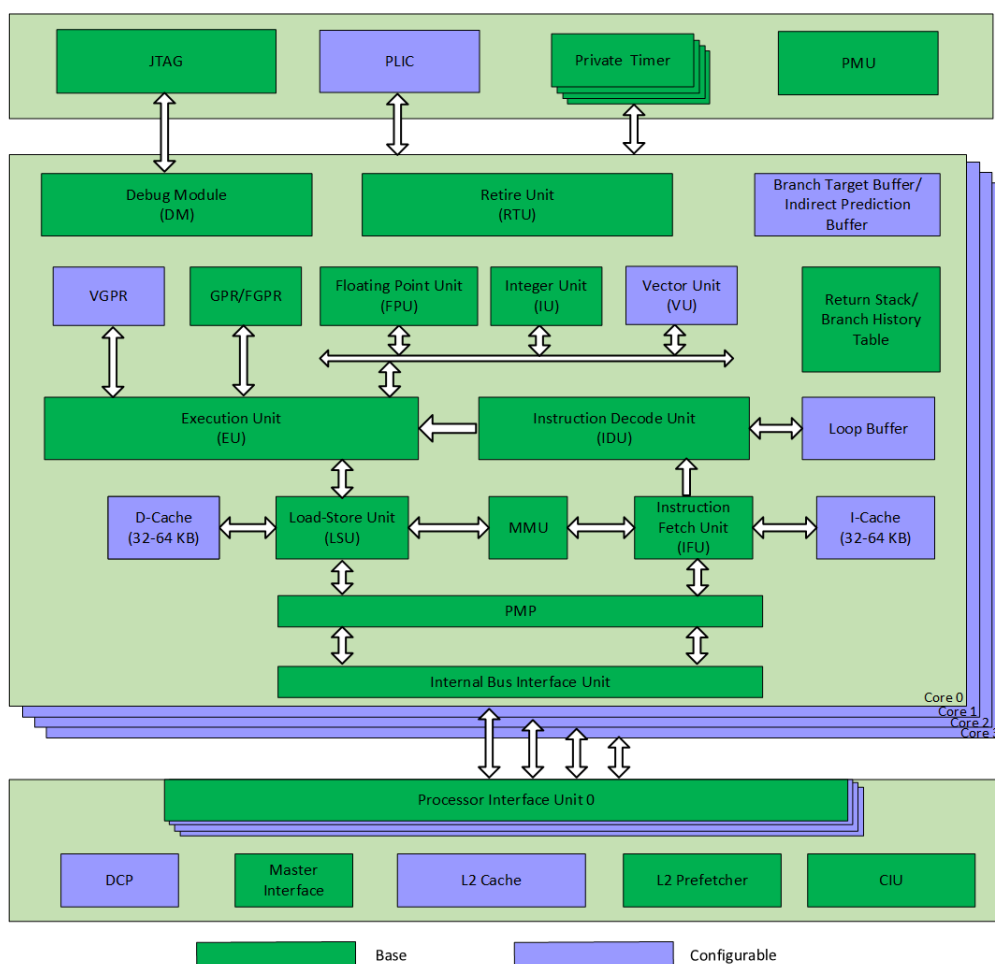 JTAG
PLIC
Private Timer
PMU
Debug Module
(DM)
Retire Unit
(RTU)
Branch Target Buffer/
Indirect Prediction
Buffer
VGPR
GPR/FGPR
Floating Point Unit
(FPU)
Integer Unit
(IU)
Vector Unit
(VU)
Return Stack/
Branch History
Table
Execution Unit
(EU)
Instruction Decode Unit
(IDU)
Loop Buffer
D-Cache
(32-64 KB)
Load-Store Unit
(LSU)
MMU
Instruction
Fetch Unit
(IFU)
I-Cache
(32-64 KB)
PMP
Internal Bus Interface Unit
Core 0
Core 1
Core 2
Core 3
Processor Interface Unit 0
DCP
Master
Interface
L2 Cache
L2 Prefetcher
CIU
Base
Configurable